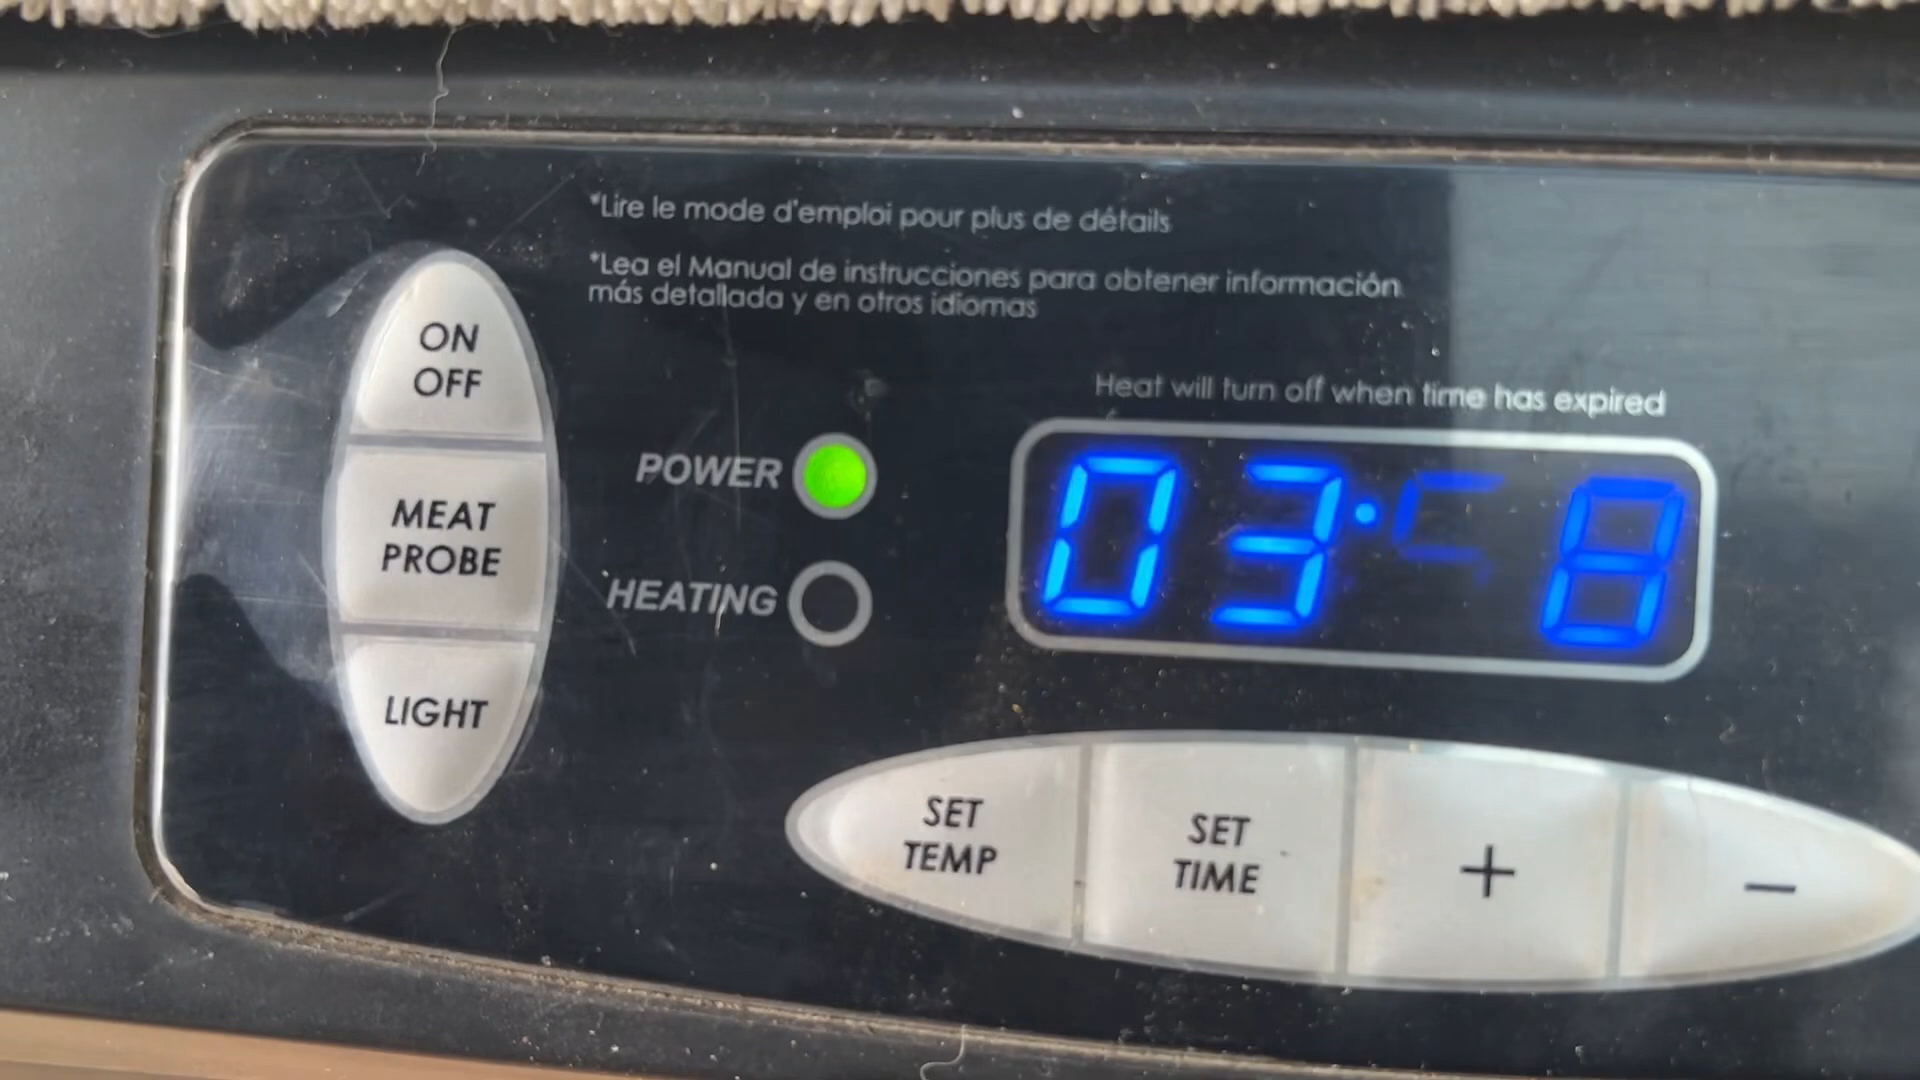 *Lire le mode d'emploi pour plus de détails
*Lea el Manual de instrucciones para obtener información
más detallada y en otros idiomas
Heat will turn off when time has expired
ON
OFF
MEAT
PROBE
LIGHT
POWER
HEATING
SET
TEMP
SET
TIME
+
–